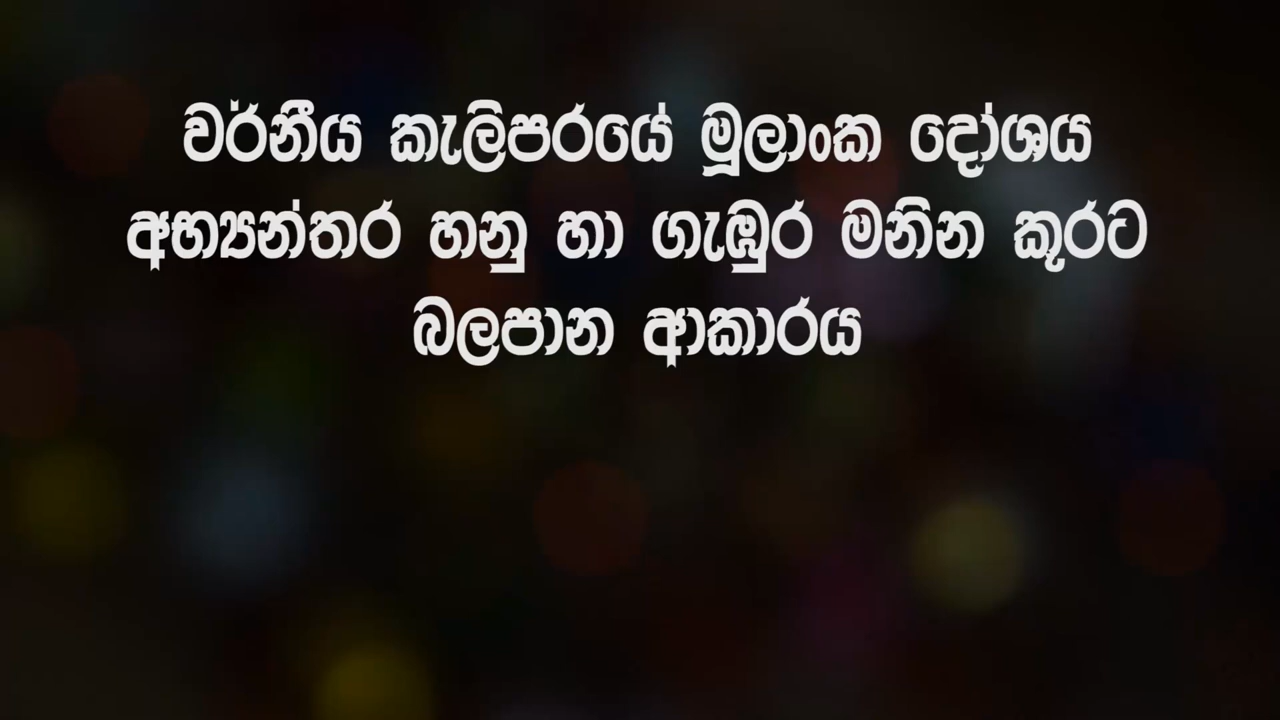 වර්නීය කැලිපරයේ මූලාංක දෝශය
අභ්‍යන්තර හනු හා ගැඹුර මනින කූරට
බලපාන ආකාරය